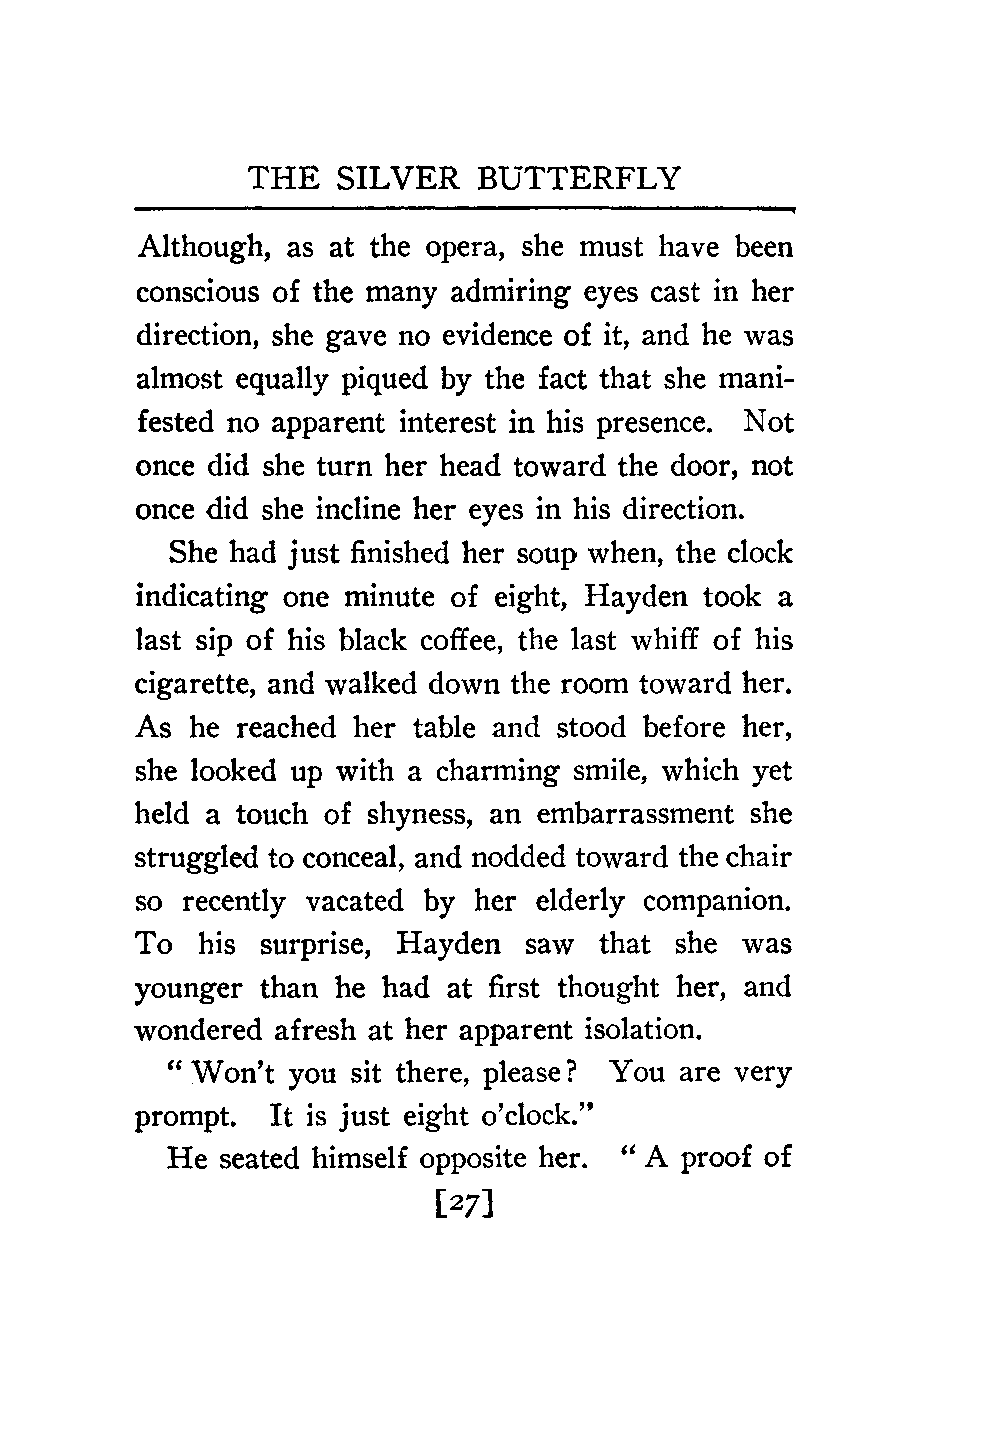 THE SILVER BUTTERFLY
Although, as at the opera, she must have been
conscious of the many admiring eyes cast in her
direction, she gave no evidence of it, and he was
almost equally piqued by the fact that she mani-
fested no apparent interest in his presence. Not
once did she turn her head toward the door, not
once did she incline her eyes in his direction.
She had just finished her soup when, the clock
indicating one minute of eight, Hayden took a
last sip of his black coffee, the last whiff of his
cigarette, and walked down the room toward her.
As he reached her table and stood before her,
she looked up with a charming smile, which yet
held a touch of shyness, an embarrassment she
struggled to conceal, and nodded toward the chair
so recently vacated by her elderly companion.
To his surprise, Hayden saw that she was
younger than he had at first thought her, and
wondered afresh at her apparent isolation.
“ Won’t you sit there, please? You are very
prompt. It is just eight o’clock.”
He seated himself opposite her. “ A proof of
[27]